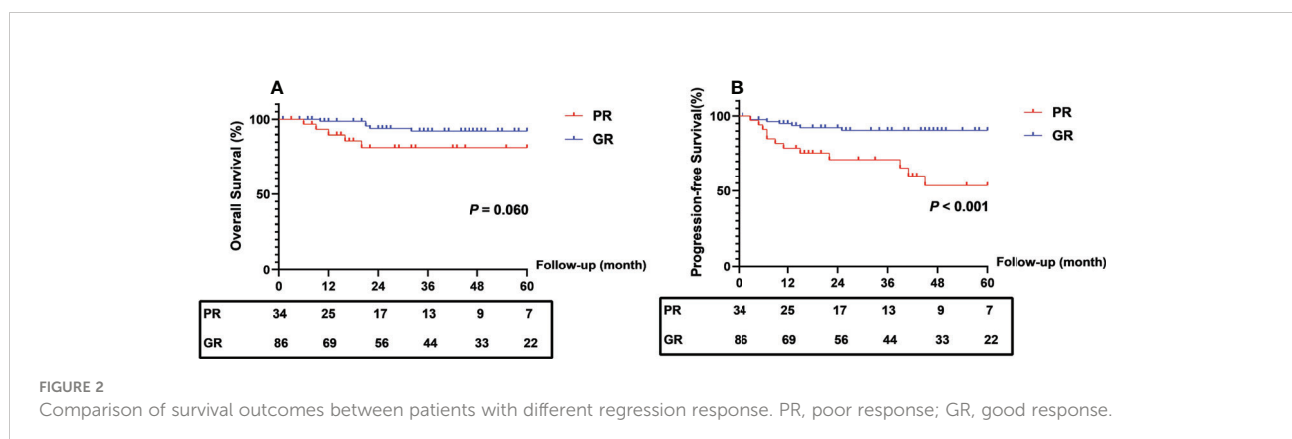 A
Overall Survival (%)
100
50
0
PR
GR
P = 0.060
Follow-up (month)
0 12 24 36 48 60
PR 34 25 17 13 9 7
GR 86 69 56 44 33 22
B
Progression-free Survival(%)
100
50
0
PR
GR
P < 0.001
Follow-up (month)
0 12 24 36 48 60
PR 34 25 17 13 9 7
GR 86 69 56 44 33 22
FIGURE 2
Comparison of survival outcomes between patients with different regression response. PR, poor response; GR, good response.